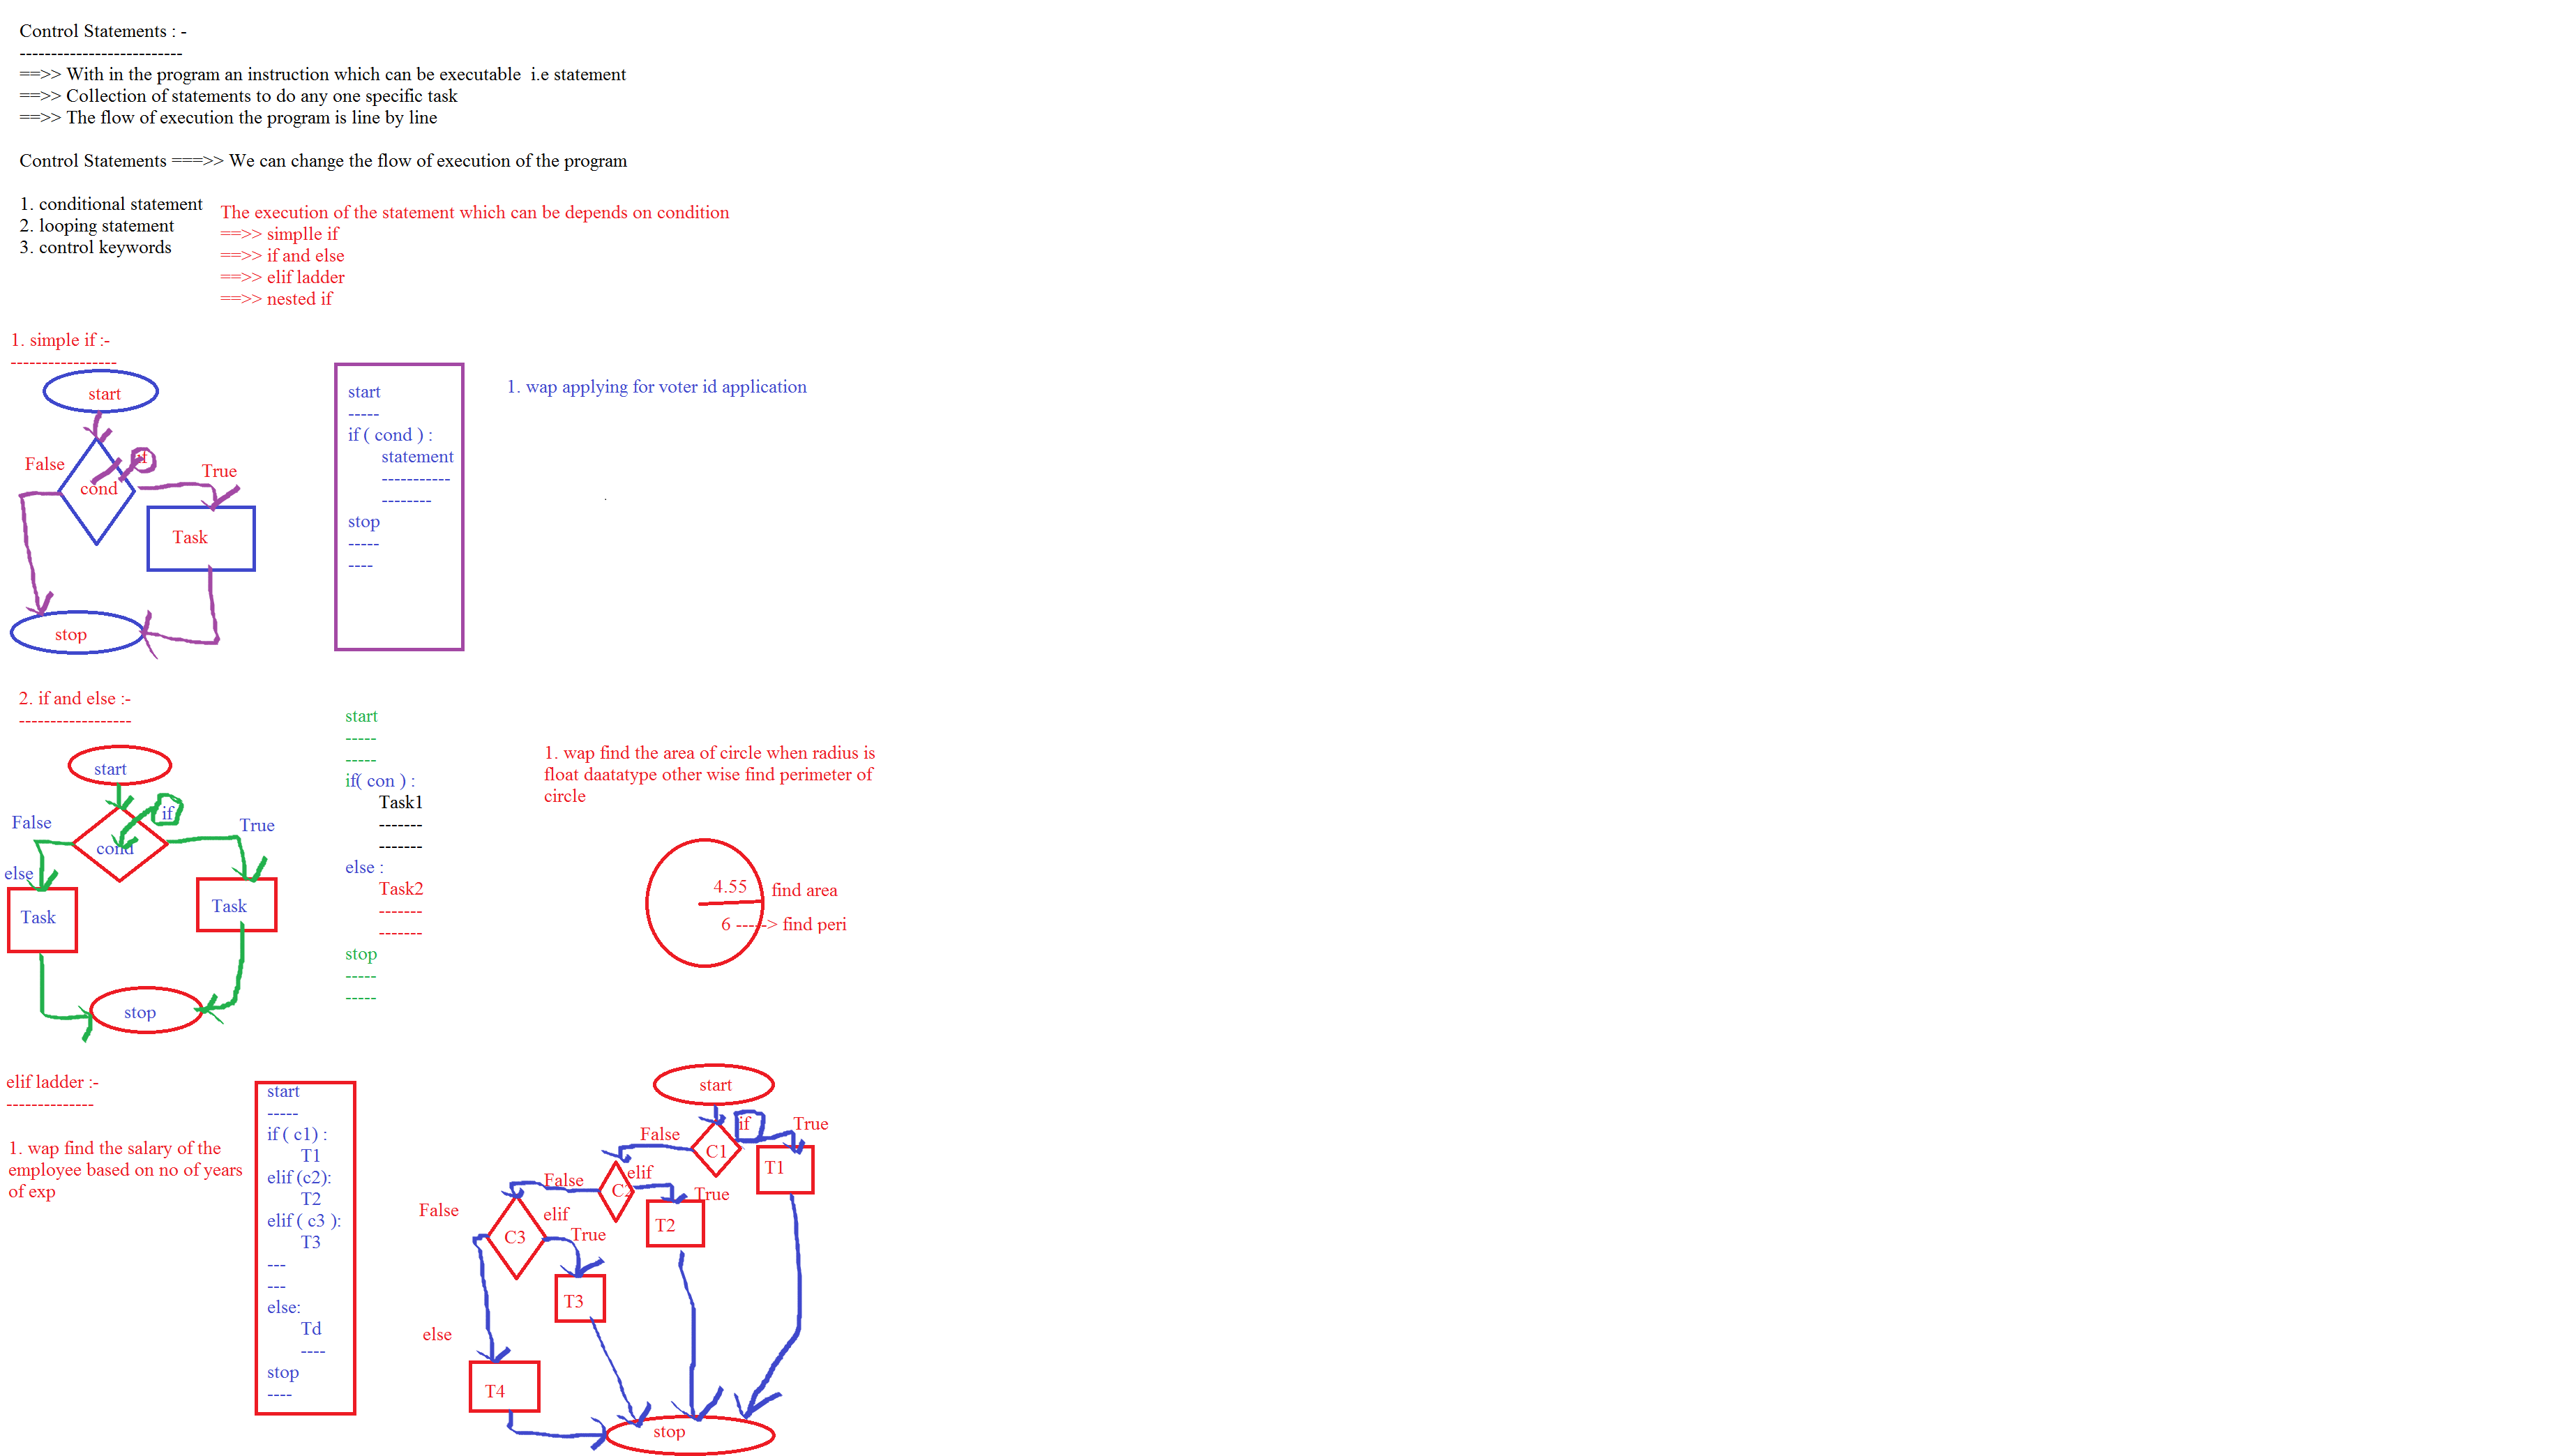 Control Statements : -
--------------------------
==>> With in the program an instruction which can be executable  i.e statement
==>> Collection of statements to do any one specific task
==>> The flow of execution the program is line by line
Control Statements ===>> We can change the flow of execution of the program
1. conditional statement
2. looping statement
3. control keywords
The execution of the statement which can be depends on condition
==>> simplle if
==>> if and else
==>> elif ladder
==>> nested if
1. simple if :-
-----------------
start
if
False
True
cond
Task
stop
start
-----
if ( cond ) :
statement
-----------
--------
stop
-----
----
1. wap applying for voter id application
2. if and else :-
------------------
start
if
False
True
cond
else
Task
Task
stop
start
-----
-----
if( con ) :
Task1
-------
-------
else :
Task2
-------
-------
stop
-----
-----
1. wap find the area of circle when radius is
float daatatype other wise find perimeter of
circle
4.55
find area
6 -----> find peri
elif ladder :-
--------------
1. wap find the salary of the
employee based on no of years
of exp
start
-----
if ( c1) :
T1
elif (c2):
T2
elif ( c3 ):
T3
---
---
else:
Td
----
stop
----
start
if
True
False
C1
T1
elif
False
C2
True
False
elif
T2
C3
True
T3
else
T4
stop